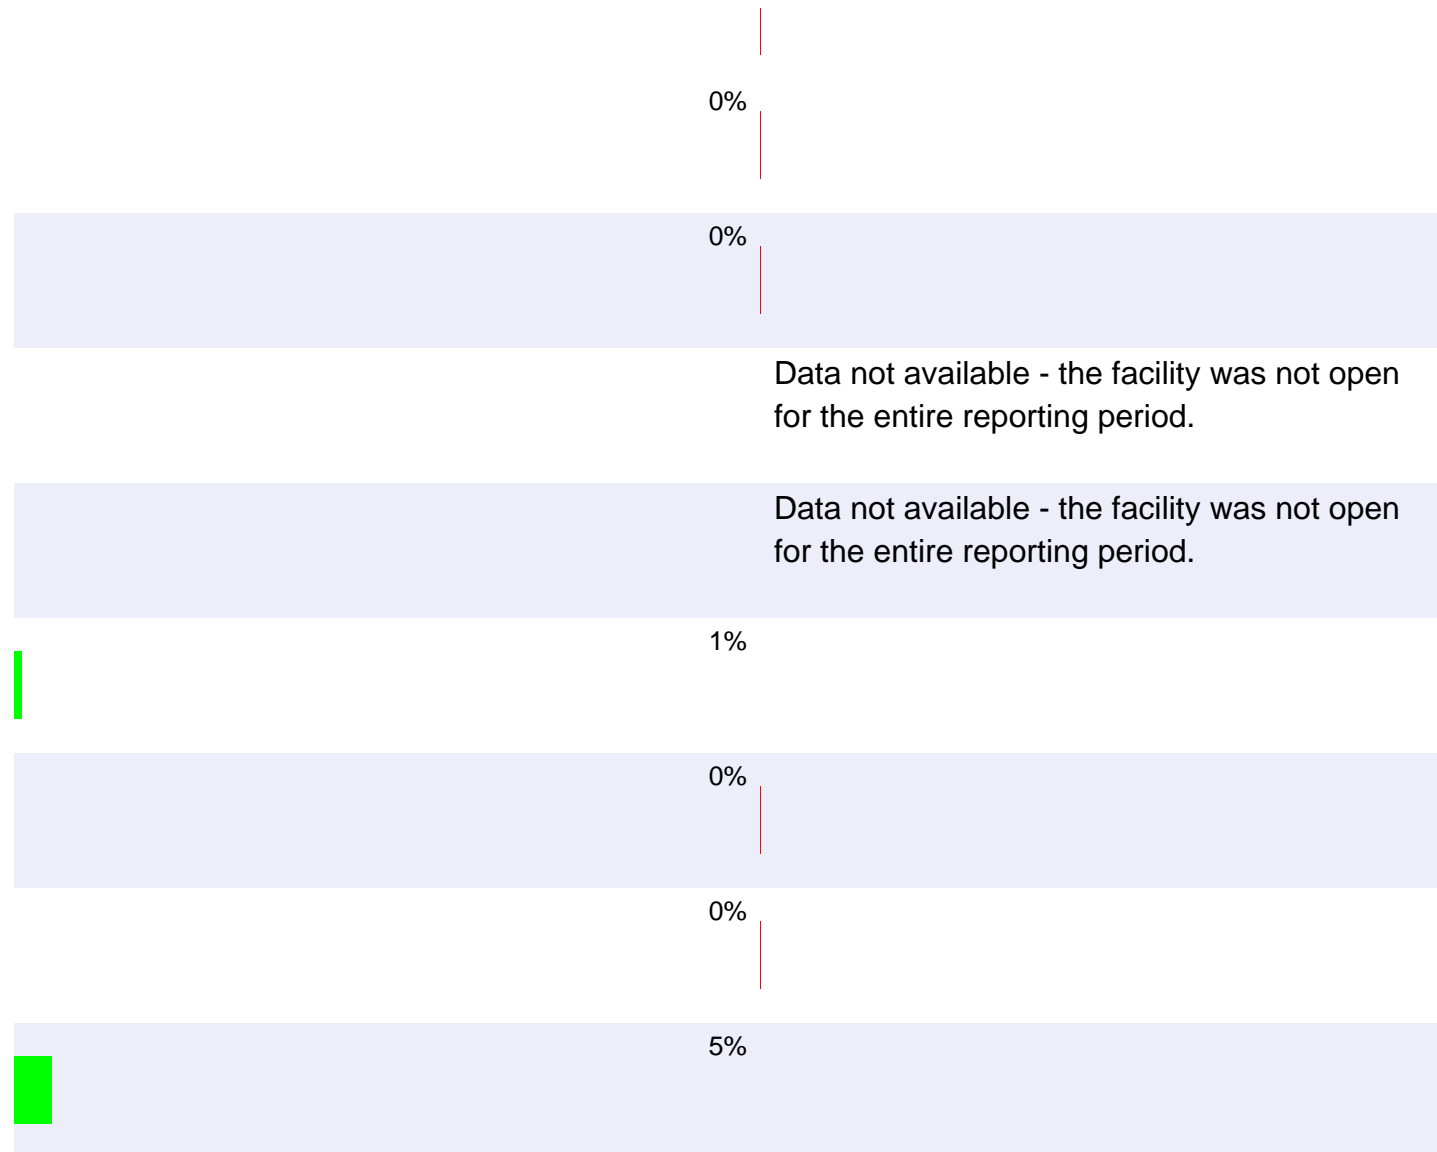 0%
0%
Data not available - the facility was not open
for the entire reporting period.
Data not available - the facility was not open
for the entire reporting period.
1%
0%
0%
5%